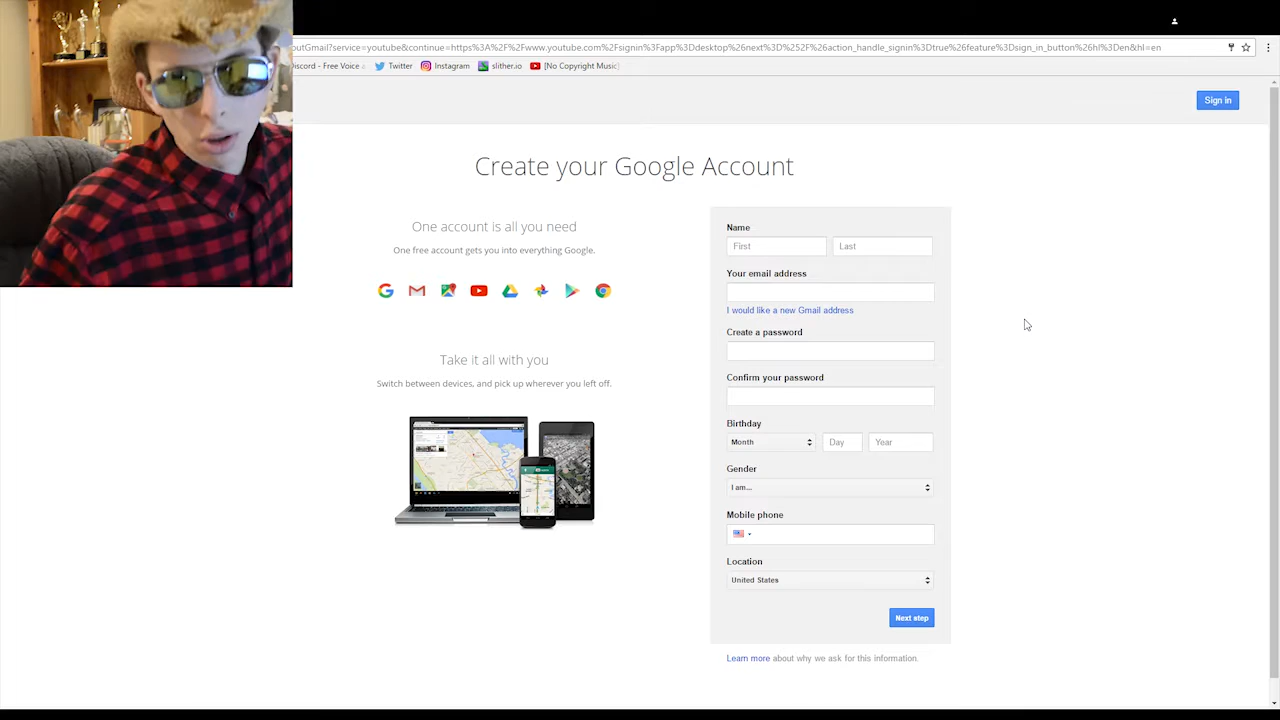 outGmail?service=youtube&continue=https%3A%2F%2Fwww.youtube.com%2Fsignin%3Fapp%3Ddesktop%26next%3D%252F%26action_handle_signin%3Dtrue%26feature%3Dsign_in_button%26hl%3Den&hl=en
Discord - Free Voice a Twitter Instagram slither.io [No Copyright Music]
Sign in
Create your Google Account
One account is all you need
One free account gets you into everything Google.
Take it all with you
Switch between devices, and pick up wherever you left off.
Name
First Last
Your email address
I would like a new Gmail address
Create a password
Confirm your password
Birthday
Month Day Year
Gender
I am...
Mobile phone
Location
United States
Next step
Learn more about why we ask for this information.